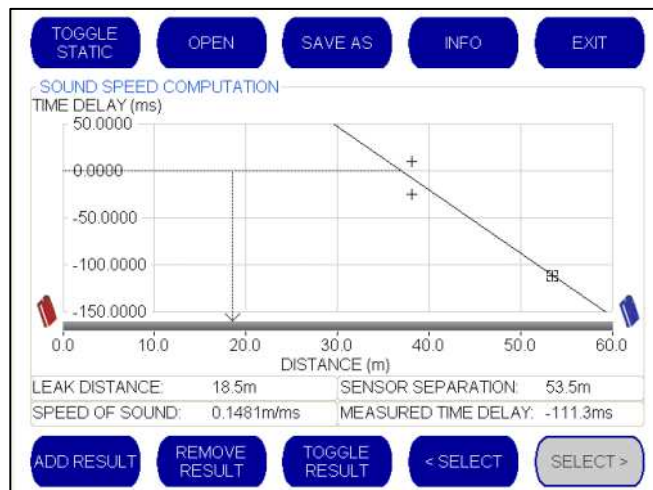 TOGGLE STATIC
OPEN
SAVE AS
INFO
EXIT
SOUND SPEED COMPUTATION
TIME DELAY (ms)
50.0000
0.0000
-50.0000
-100.0000
-150.0000
0.0 10.0 20.0 30.0 40.0 50.0 60.0
DISTANCE (m)
LEAK DISTANCE: 18.5m SENSOR SEPARATION: 53.5m
SPEED OF SOUND: 0.1481m/ms MEASURED TIME DELAY: -111.3ms
ADD RESULT
REMOVE RESULT
TOGGLE RESULT
< SELECT
SELECT >